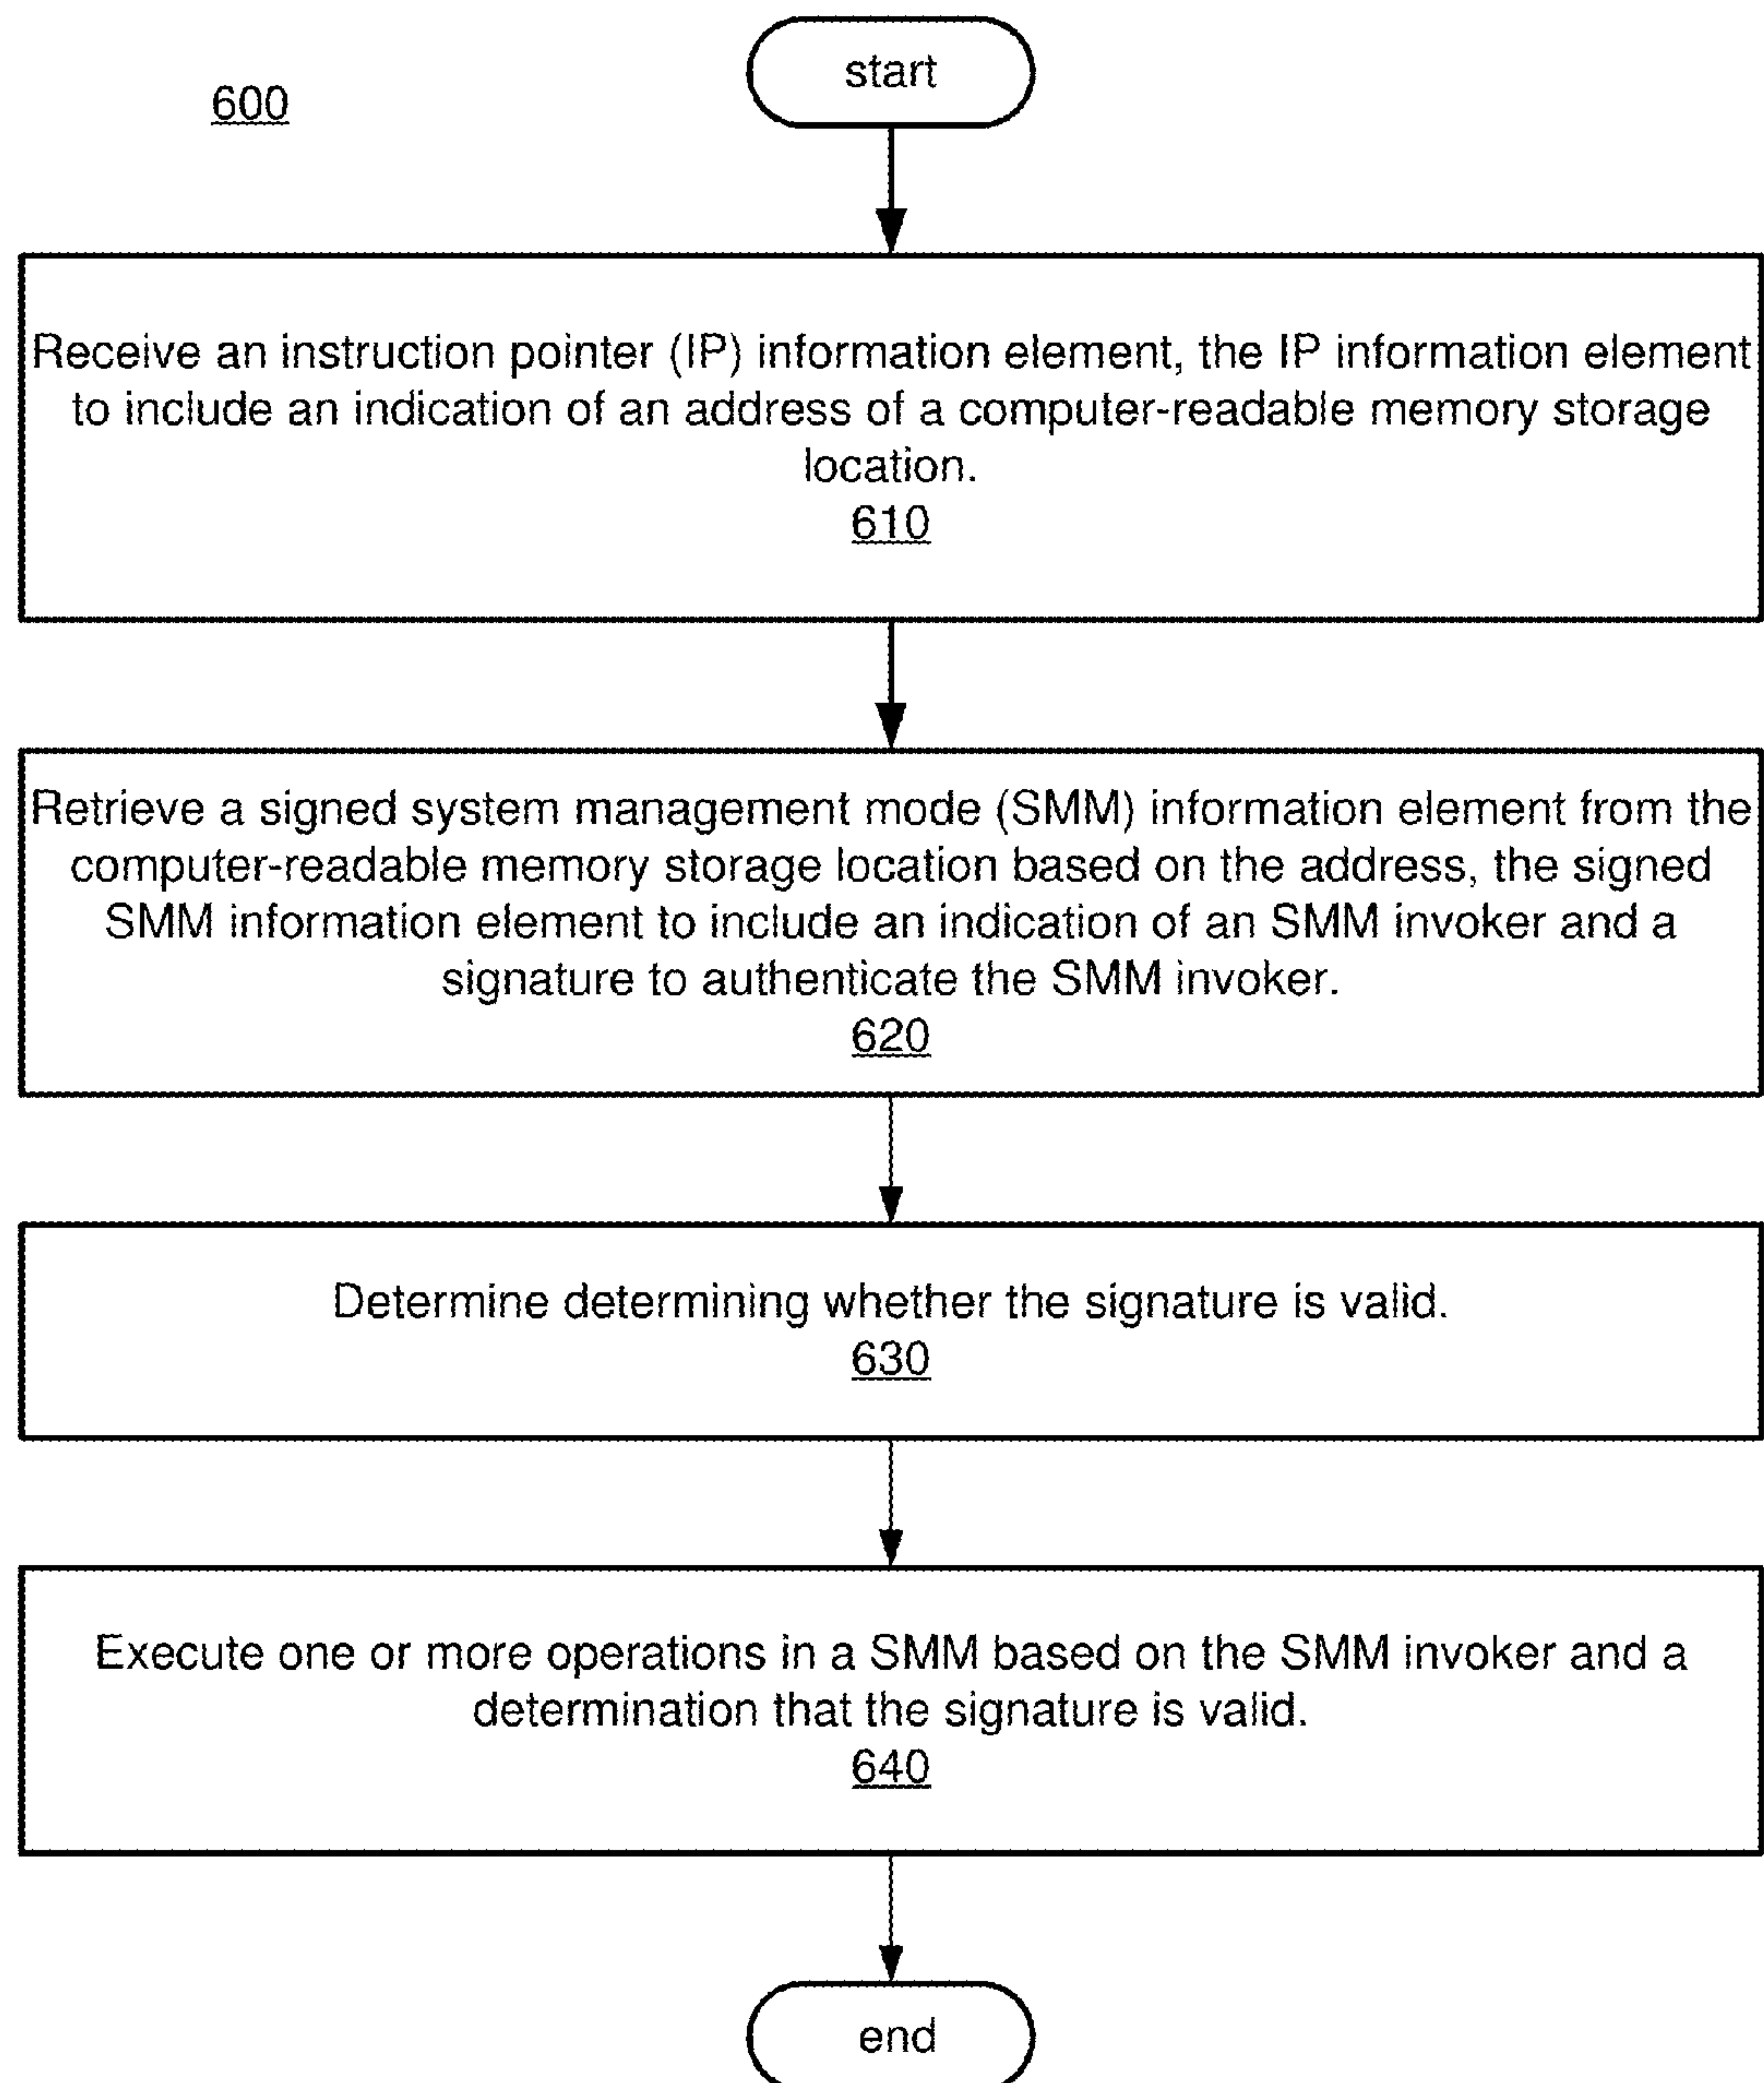 start
600
Receive an instruction pointer (IP) information element, the IP information element
to include an indication of an address of a computer-readable memory storage
location.
610
Retrieve a signed system management mode (SMM) information element from the
computer-readable memory storage location based on the address, the signed
SMM information element to include an indication of an SMM invoker and a
signature to authenticate the SMM invoker.
620
Determine determining whether the signature is valid.
630
Execute one or more operations in a SMM based on the SMM invoker and a
determination that the signature is valid.
640
end